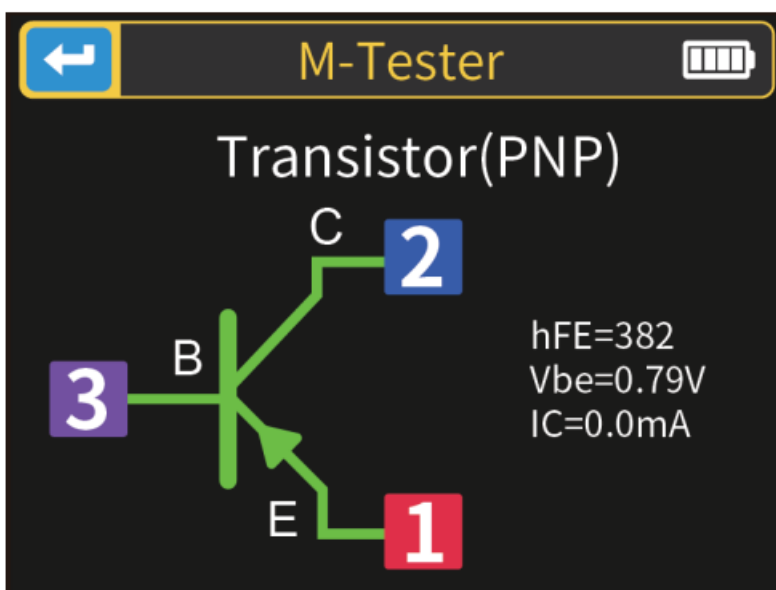 M-Tester
Transistor(PNP)
C
2
B
3
hFE=382
Vbe=0.79V
IC=0.0mA
E
1